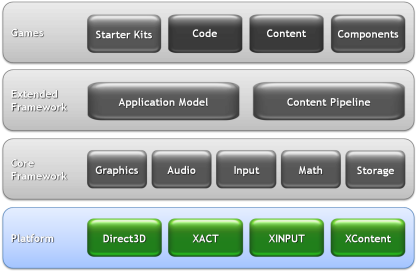 Games
Starter Kits
Code
Content
Components
Extended
Framework
Application Model
Content Pipeline
Core
Framework
Graphics
Audio
Input
Math
Storage
Platform
Direct3D
XACT
XINPUT
XContent